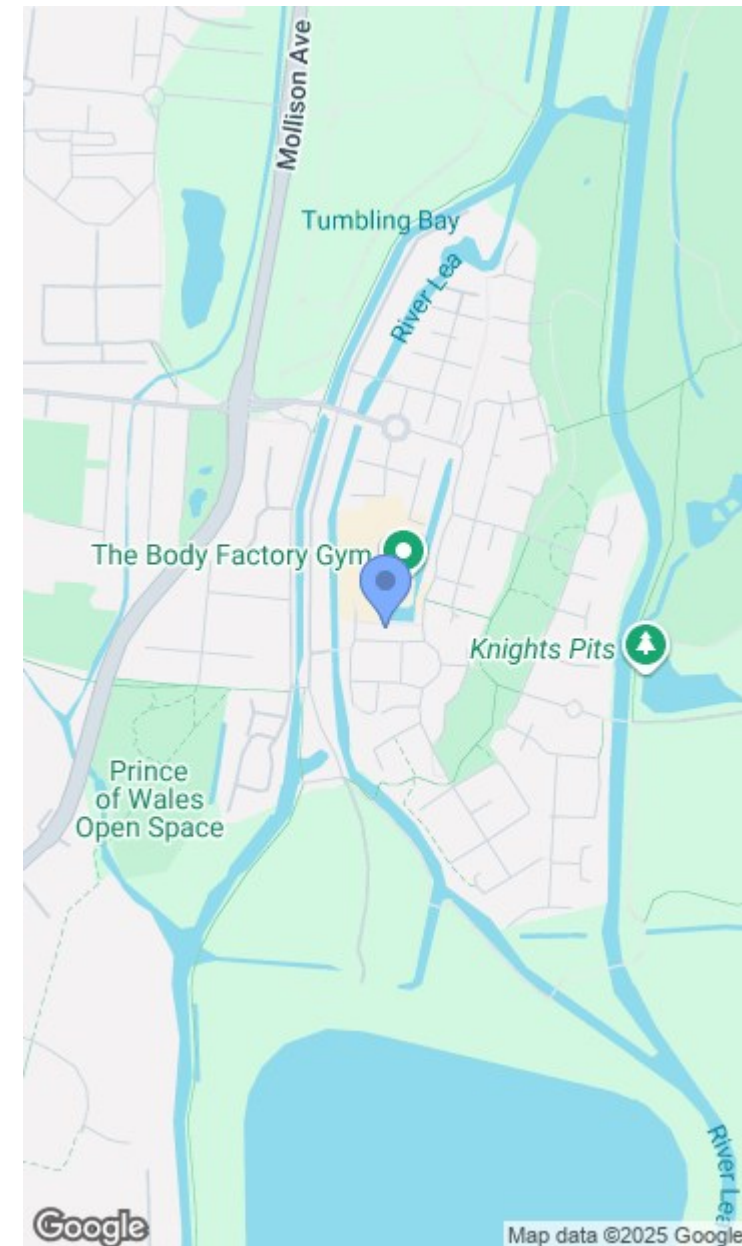 Mollison Ave
Tumbling Bay
River Lea
The Body Factory Gym
Knights Pits
Prince
of Wales
Open Space
River Lea
Google
Map data ©2025 Google